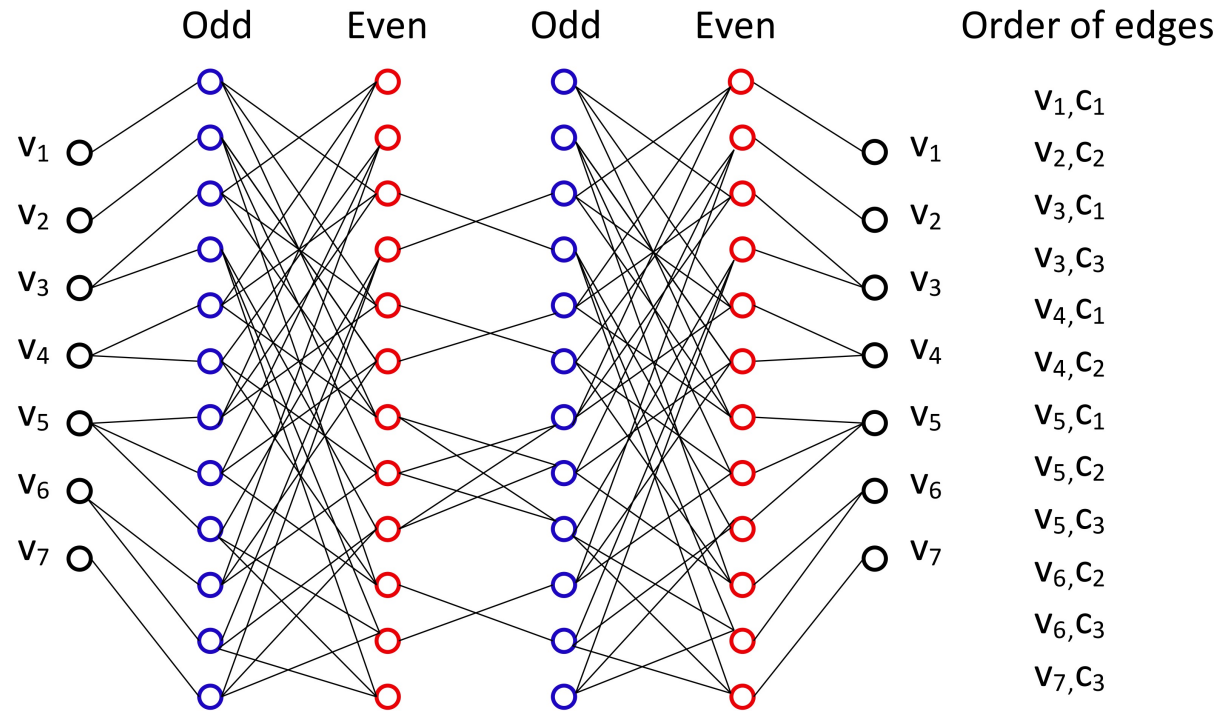 Odd Even Odd Even Order of edges
v₁,c₁
v₁ v₁
v₂,c₂
v₂ v₂
v₃,c₁
v₃ v₃
v₃,c₃
v₄,c₁
v₄ v₄
v₄,c₂
v₅ v₅
v₅,c₁
v₅,c₂
v₆ v₆
v₅,c₃
v₇ v₇
v₆,c₂
v₆,c₃
v₇,c₃